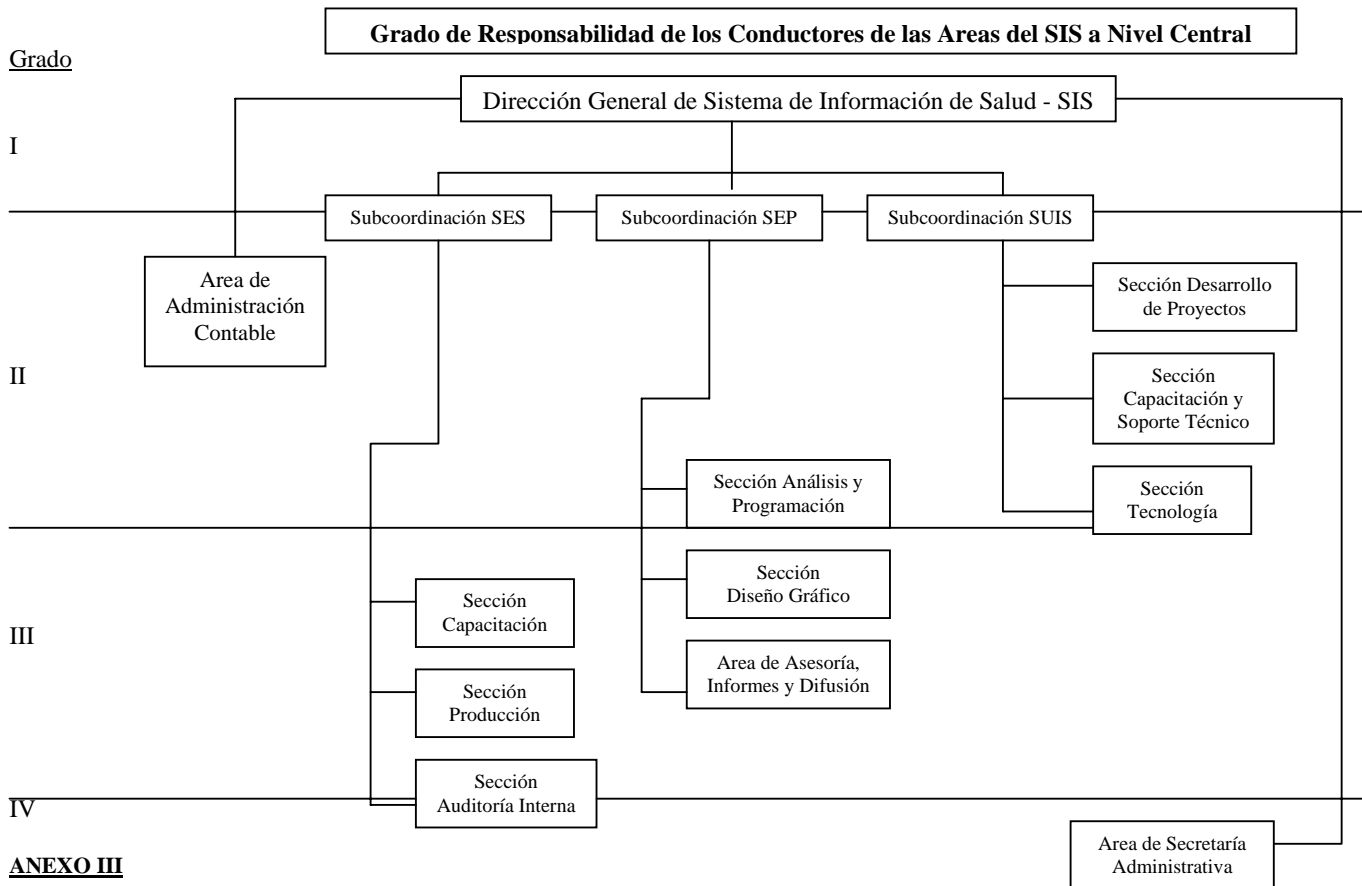 Grado de Responsabilidad de los Conductores de las Areas del SIS a Nivel Central
Grado
Dirección General de Sistema de Información de Salud - SIS
I
Subcoordinación SES
Subcoordinación SEP
Subcoordinación SUIS
Area de
Administración
Contable
Sección Desarrollo
de Proyectos
II
Sección
Capacitación y
Soporte Técnico
Sección Análisis y
Programación
Sección
Tecnología
Sección
Diseño Gráfico
Sección
Capacitación
III
Area de Asesoría,
Informes y Difusión
Sección
Producción
Sección
Auditoría Interna
IV
Area de Secretaría
Administrativa
ANEXO III